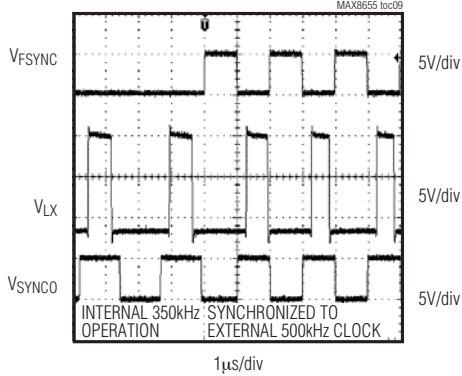 MAX8655 toc09
VFSYNC
5V/div
VLX
5V/div
VSYNCO
5V/div
INTERNAL 350kHz OPERATION
SYNCHRONIZED TO EXTERNAL 500kHz CLOCK
1µs/div